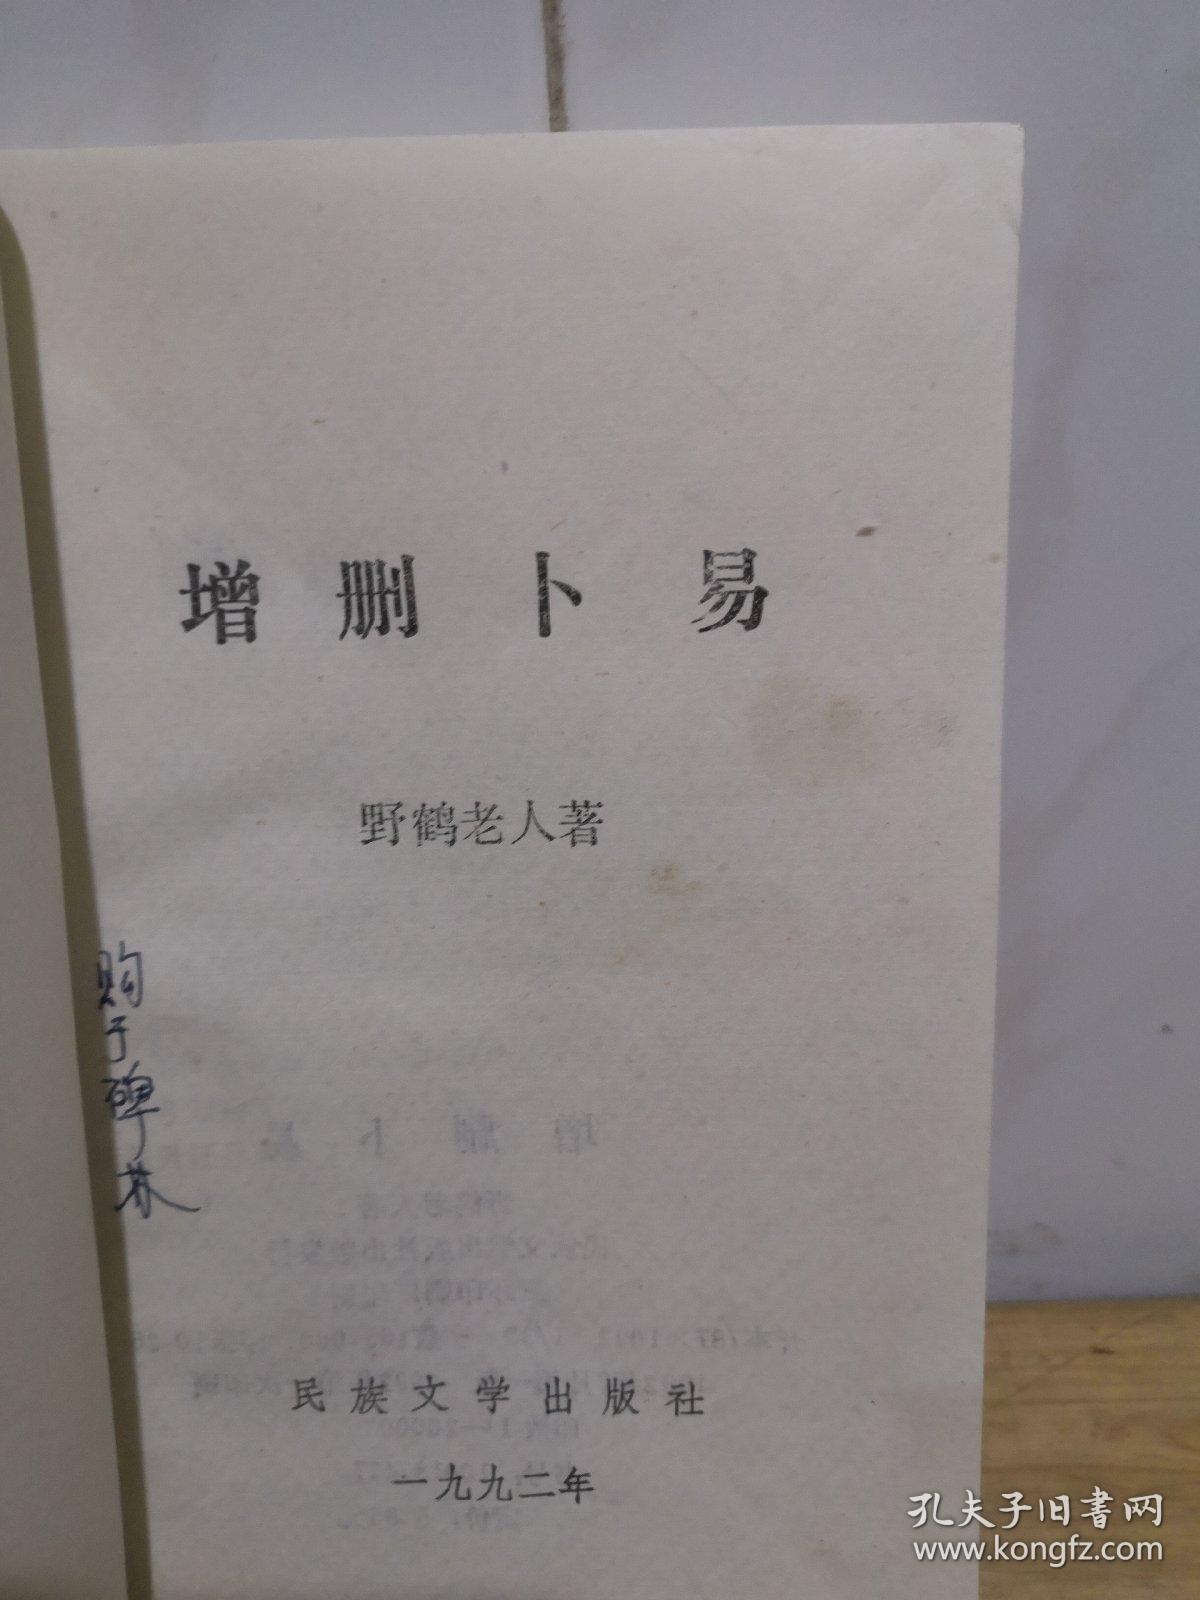 增删卜易
野鹤老人著
购于碑林
民族文学出版社
一九九二年
孔夫子旧书网
www.kongfz.com